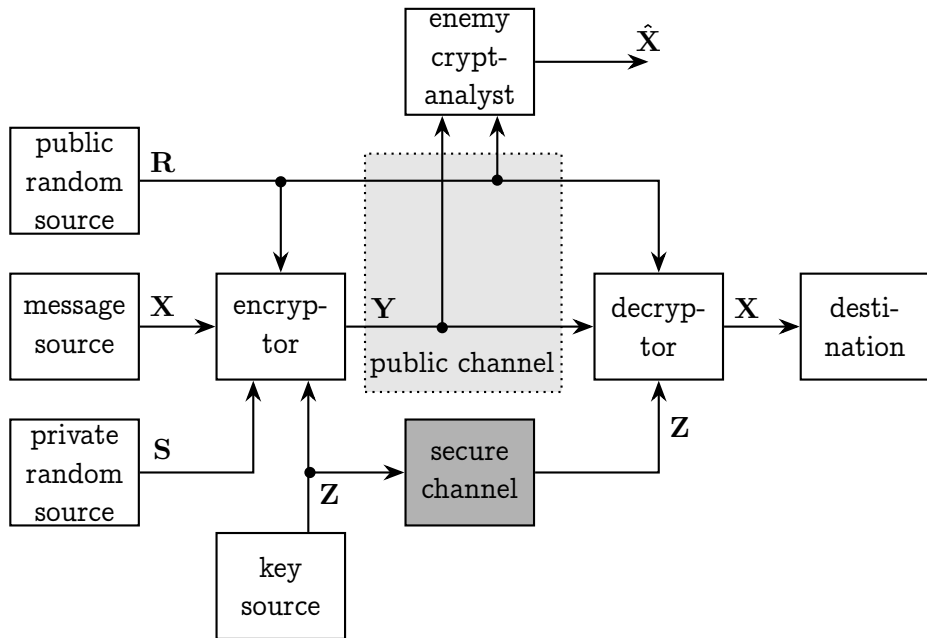 enemy
crypt-
analyst
X̂
public
random
source
R
message
source
X
encryp-
tor
Y
public channel
decryp-
tor
X
desti-
nation
private
random
source
S
Z
secure
channel
Z
key
source